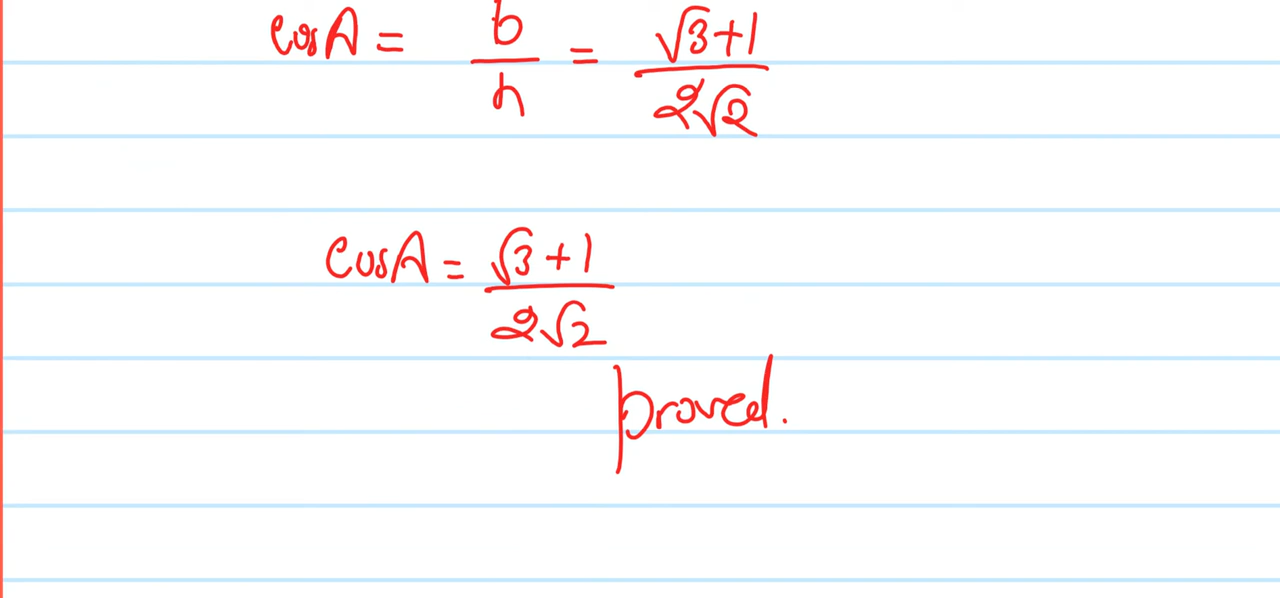 cosA = b/h = (√3+1)/(2√2)
cosA = (√3+1)/(2√2)
proved.